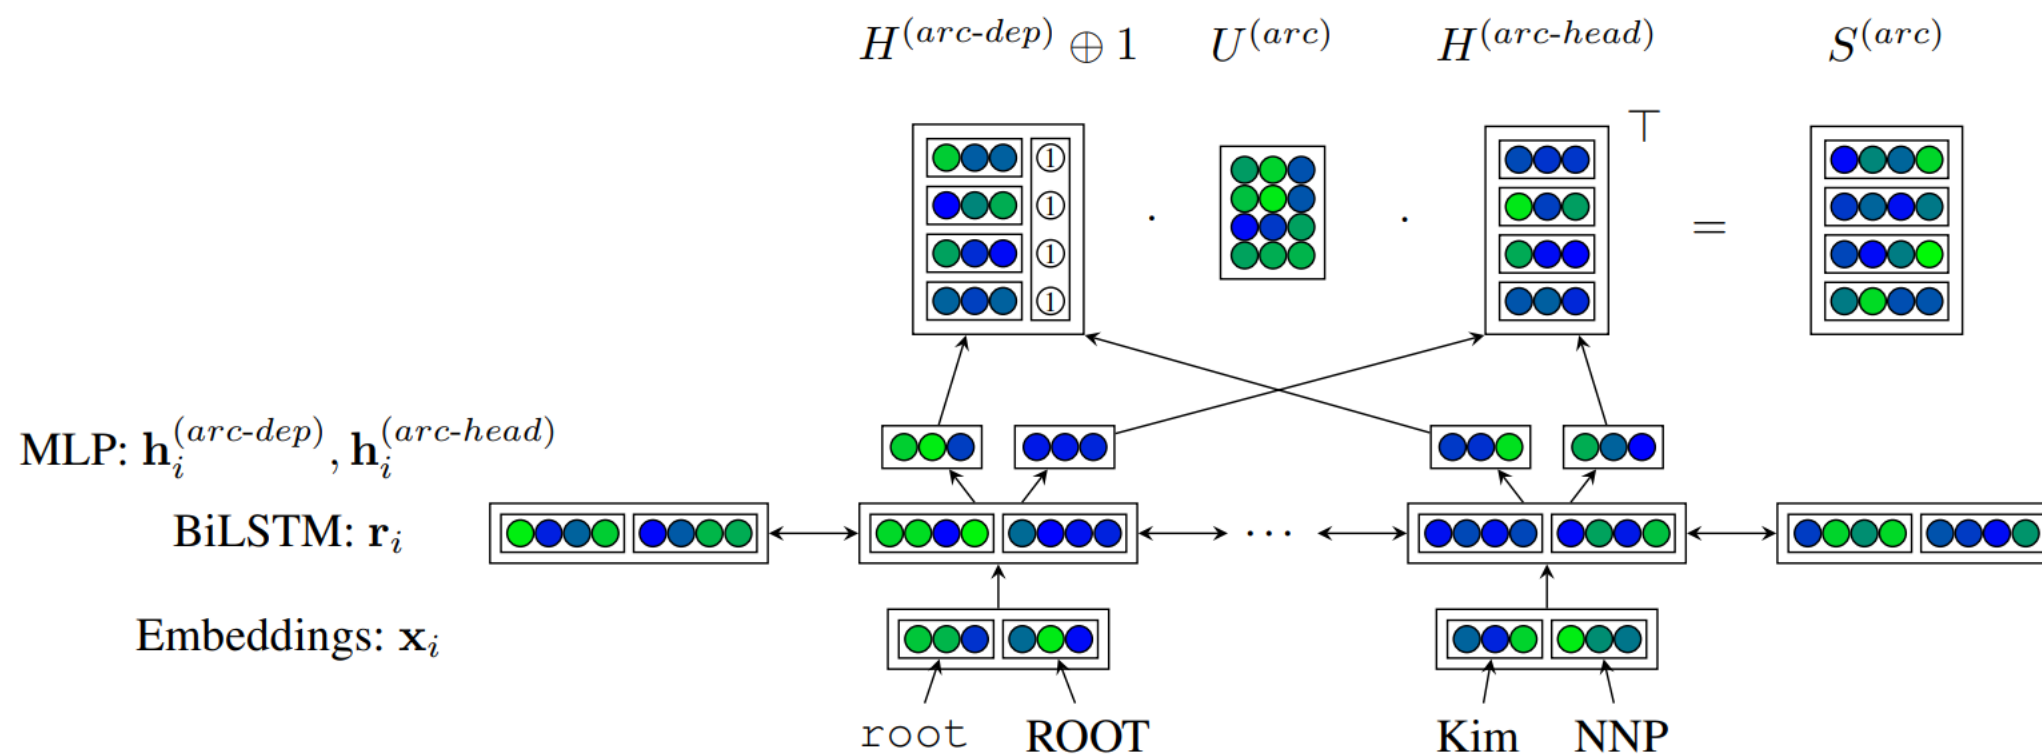 H^{(arc-dep)} ⊕ 1 U^{(arc)} H^{(arc-head)} S^{(arc)}
⊤
1
1
1
1
· · =
MLP: h_i^{(arc-dep)}, h_i^{(arc-head)}
BiLSTM: r_i
···
Embeddings: x_i
root ROOT Kim NNP